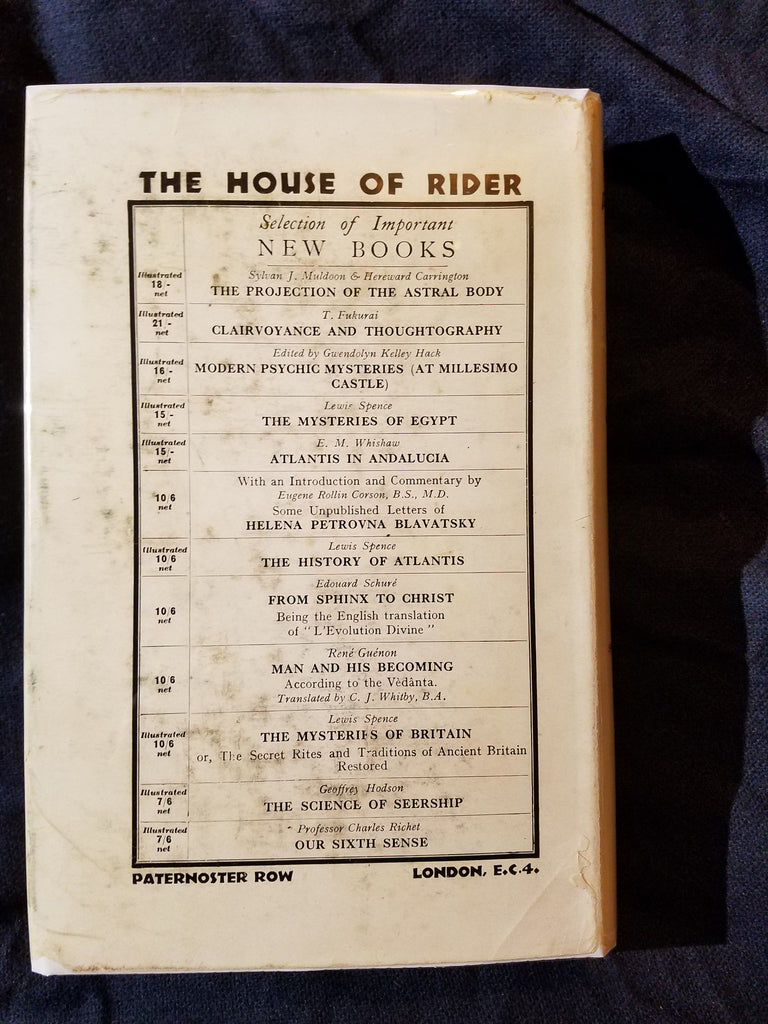 THE HOUSE OF RIDER
Selection of Important
NEW BOOKS
Illustrated
18/-
net
Sylvan J. Muldoon & Hereward Carrington
THE PROJECTION OF THE ASTRAL BODY
Illustrated
21/-
net
T. Fukurai
CLAIRVOYANCE AND THOUGHTOGRAPHY
Illustrated
16/-
net
Edited by Gwendolyn Kelley Hack
MODERN PSYCHIC MYSTERIES (AT MILLESIMO
CASTLE)
Illustrated
15/-
net
Lewis Spence
THE MYSTERIES OF EGYPT
Illustrated
15/-
net
E. M. Whishaw
ATLANTIS IN ANDALUCIA
10/6
net
With an Introduction and Commentary by
Eugene Rollin Corson, B.S., M.D.
Some Unpublished Letters of
HELENA PETROVNA BLAVATSKY
Illustrated
10/6
net
Lewis Spence
THE HISTORY OF ATLANTIS
10/6
net
Edouard Schuré
FROM SPHINX TO CHRIST
Being the English translation
of "L'Evolution Divine"
10/6
net
René Guénon
MAN AND HIS BECOMING
According to the Vêdânta.
Translated by C. J. Whitby, B.A.
Illustrated
10/6
net
Lewis Spence
THE MYSTERIES OF BRITAIN
or, The Secret Rites and Traditions of Ancient Britain
Restored
Illustrated
7/6
net
Geoffrey Hodson
THE SCIENCE OF SEERSHIP
Illustrated
7/6
net
Professor Charles Richet
OUR SIXTH SENSE
PATERNOSTER ROW
LONDON, E.C.4.